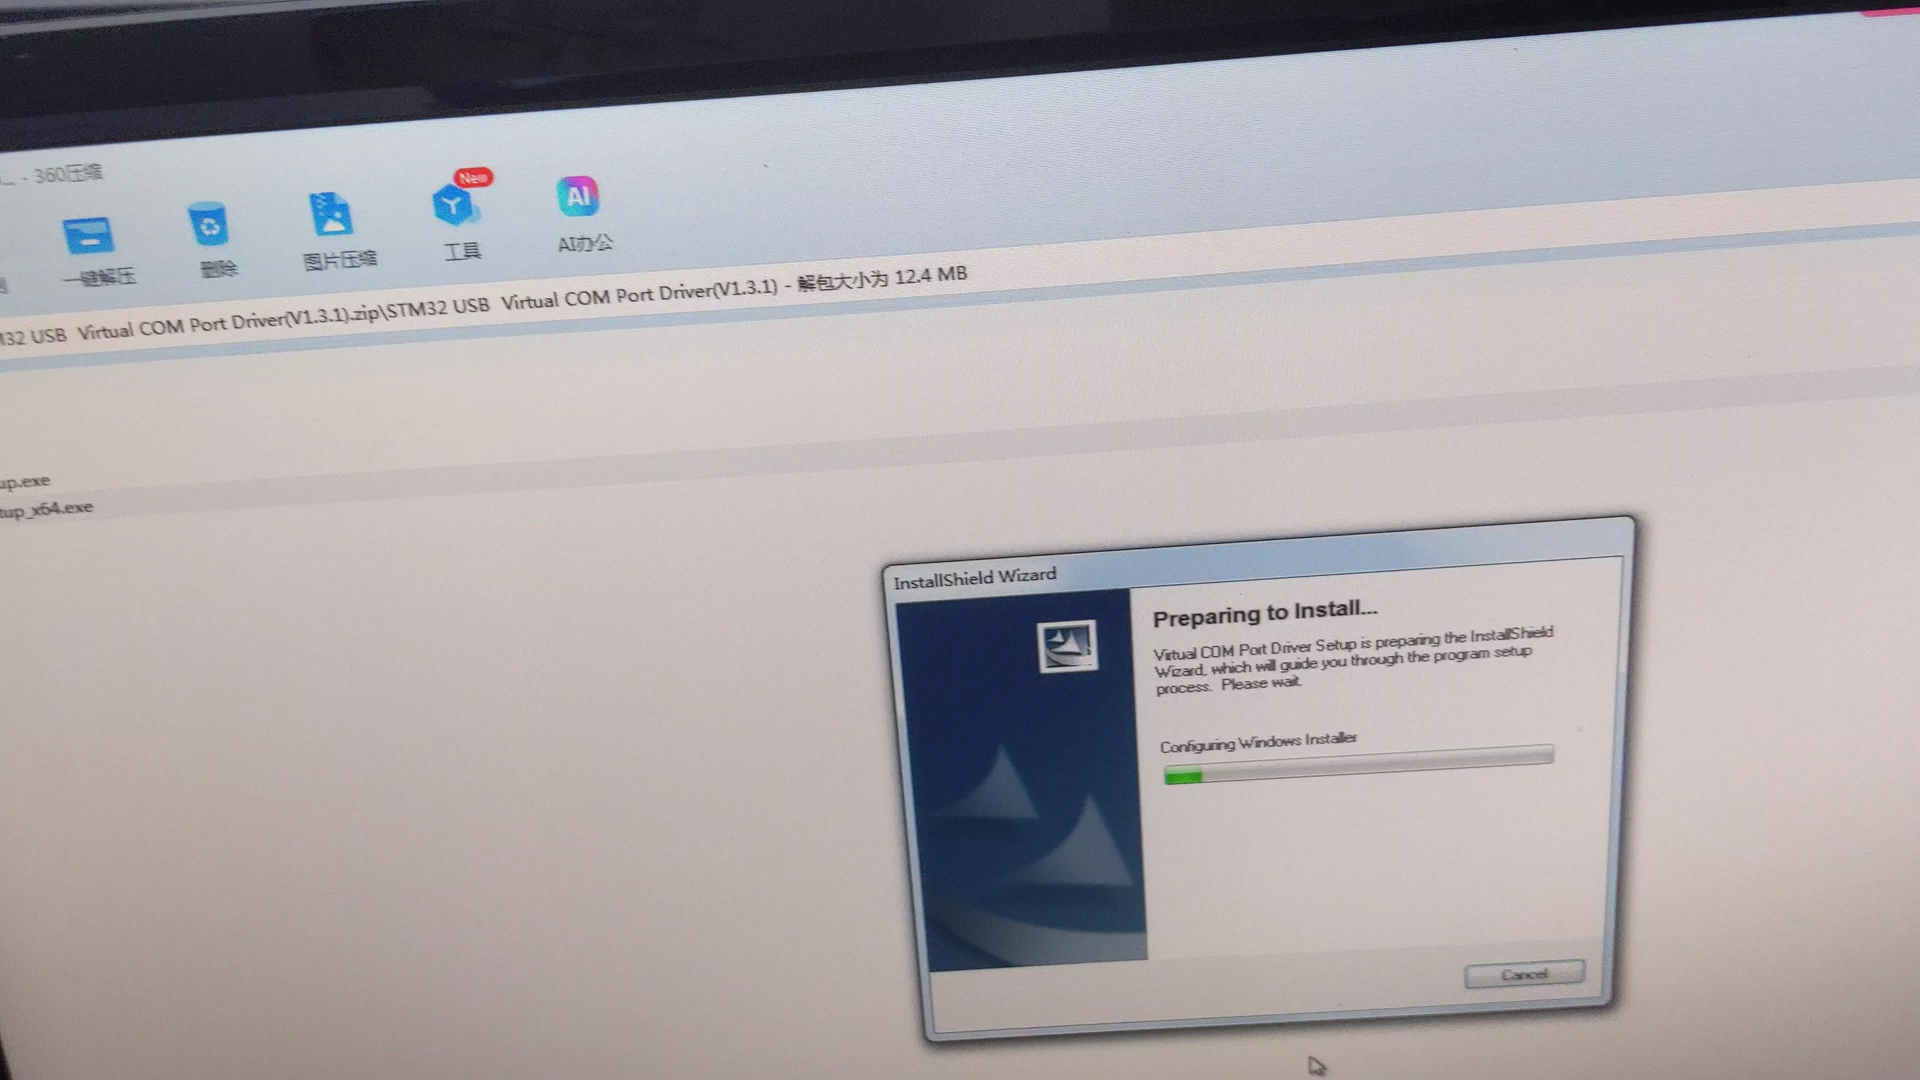 ... - 360压缩
New
AI
一键解压
删除
图片压缩
工具
AI办公
32 USB Virtual COM Port Driver(V1.3.1).zip\STM32 USB Virtual COM Port Driver(V1.3.1) - 解包大小为 12.4 MB
up.exe
tup_x64.exe
InstallShield Wizard
Preparing to Install...
Virtual COM Port Driver Setup is preparing the InstallShield
Wizard, which will guide you through the program setup
process. Please wait.
Configuring Windows Installer
Cancel